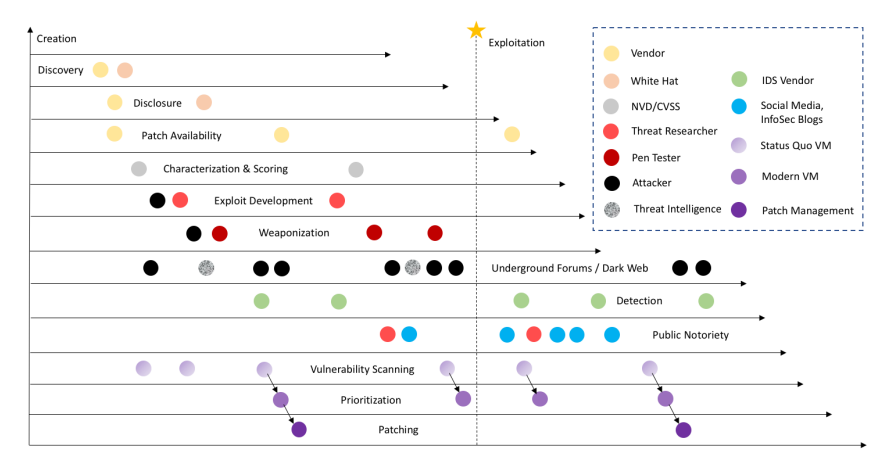 Creation
Exploitation
Discovery
Disclosure
Patch Availability
Characterization & Scoring
Exploit Development
Weaponization
Underground Forums / Dark Web
Detection
Public Notoriety
Vulnerability Scanning
Prioritization
Patching
Vendor
White Hat
NVD/CVSS
Threat Researcher
Pen Tester
Attacker
Threat Intelligence
IDS Vendor
Social Media,
InfoSec Blogs
Status Quo VM
Modern VM
Patch Management